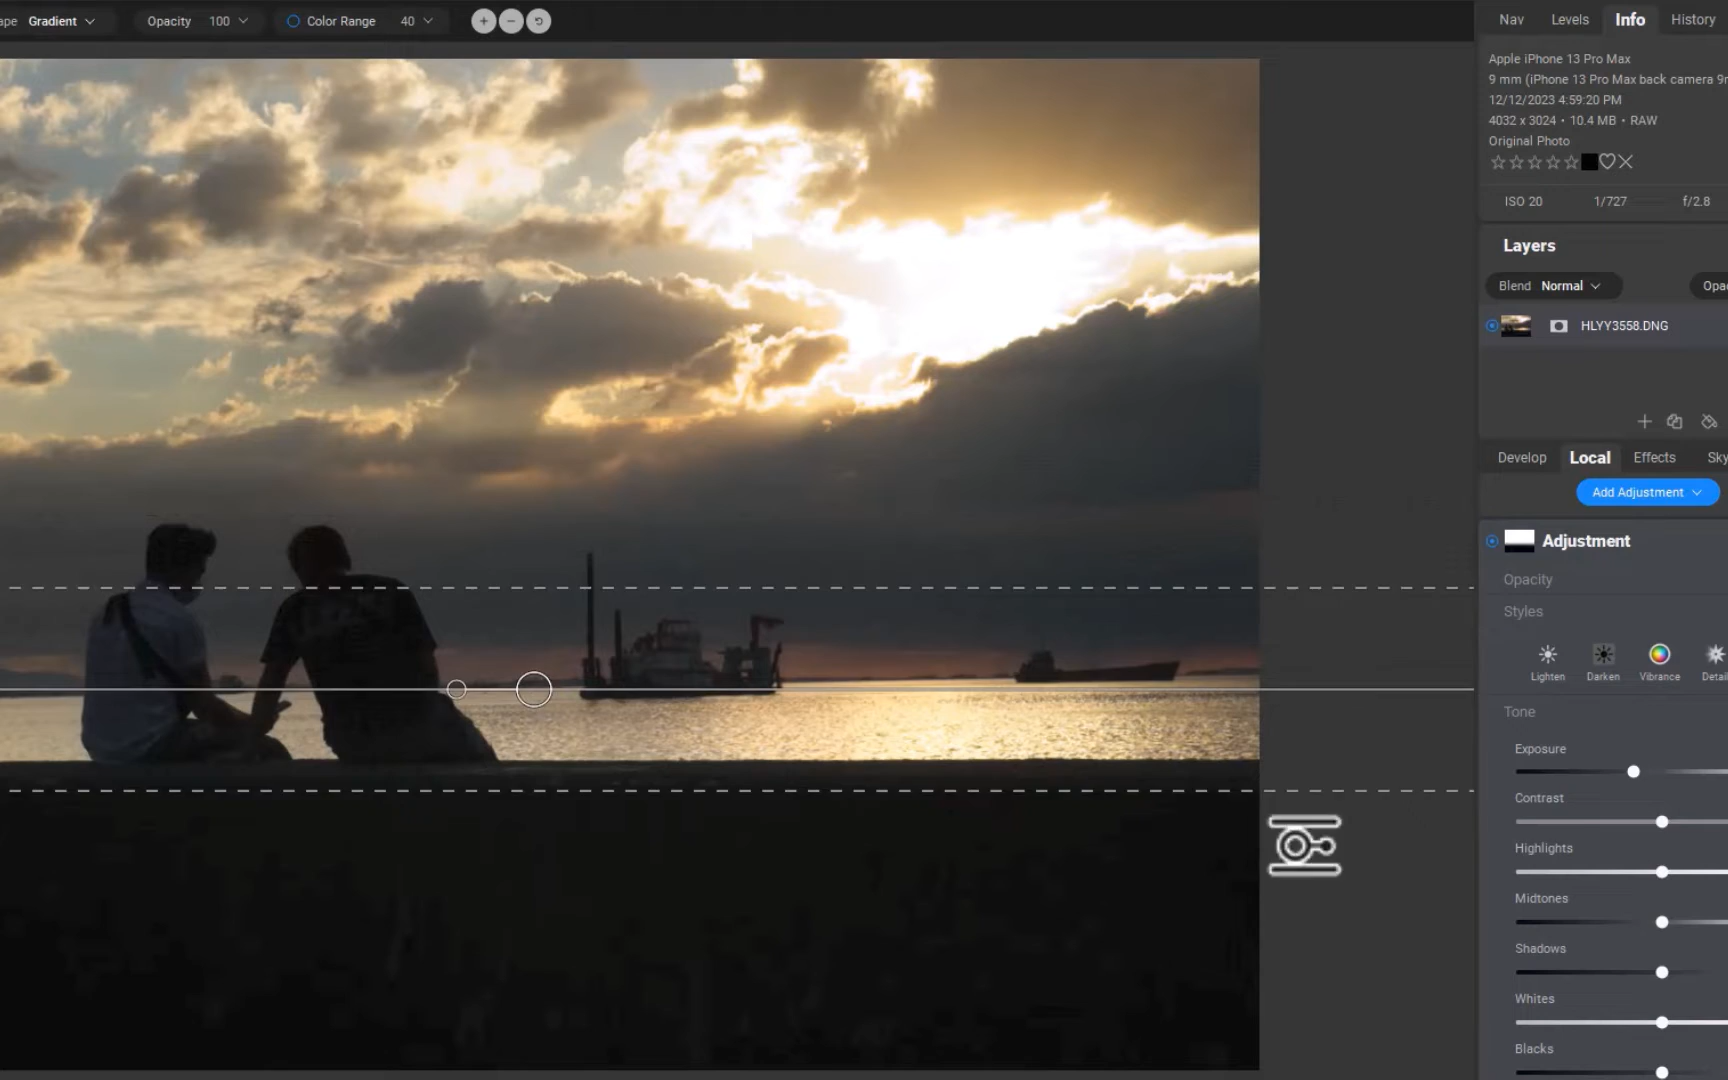 ape Gradient Opacity 100 Color Range 40
Nav Levels Info History
Apple iPhone 13 Pro Max
9 mm (iPhone 13 Pro Max back camera 9m
12/12/2023 4:59:20 PM
4032 x 3024 • 10.4 MB • RAW
Original Photo
ISO 20 1/727 f/2.8
Layers
Blend Normal Opa
HLYY3558.DNG
Develop Local Effects Sky
Add Adjustment
Adjustment
Opacity
Styles
Lighten Darken Vibrance Detail
Tone
Exposure
Contrast
Highlights
Midtones
Shadows
Whites
Blacks